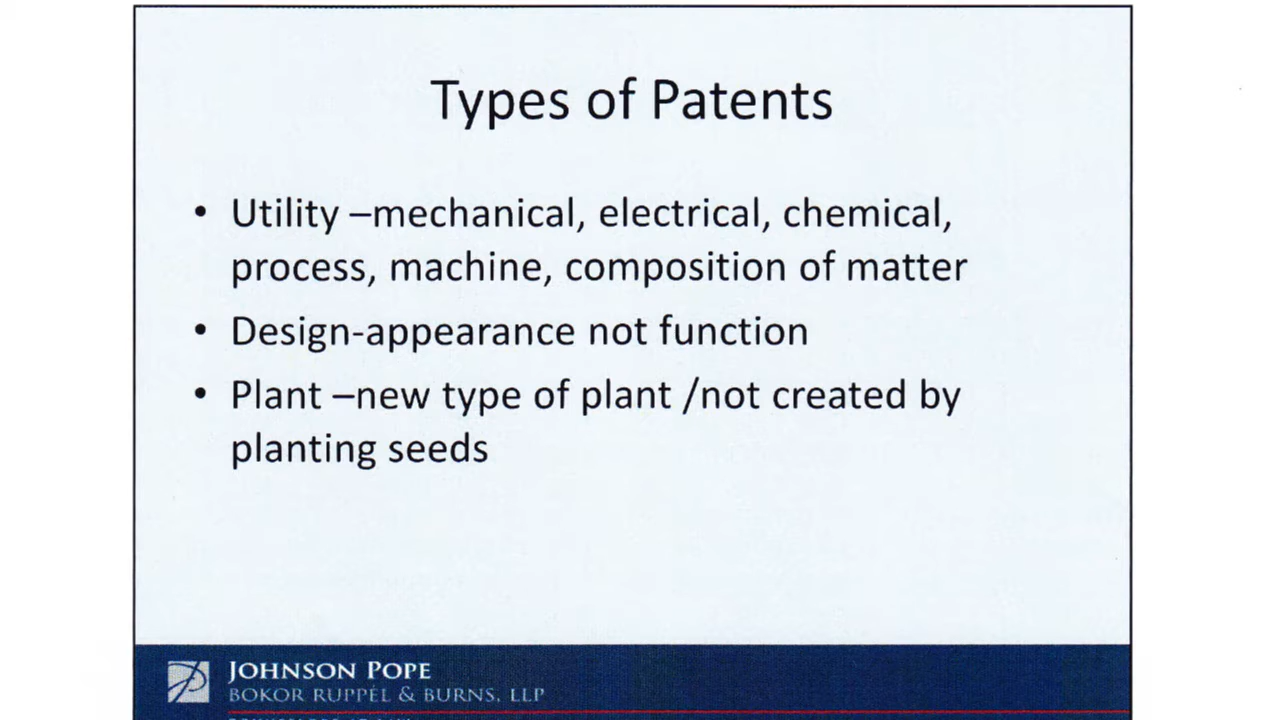 Types of Patents
• Utility –mechanical, electrical, chemical,
process, machine, composition of matter
• Design-appearance not function
• Plant –new type of plant /not created by
planting seeds
JOHNSON POPE
BOKOR RUPPEL & BURNS, LLP